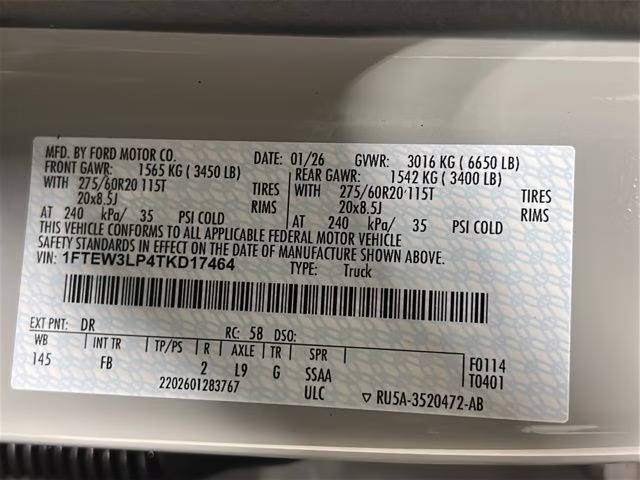 MFD. BY FORD MOTOR CO. DATE: 01/26 GVWR: 3016 KG ( 6650 LB)
FRONT GAWR: 1565 KG ( 3450 LB) REAR GAWR: 1542 KG ( 3400 LB)
WITH 275/60R20 115T TIRES WITH 275/60R20 115T TIRES
20x8.5J RIMS 20x8.5J RIMS
AT 240 kPa/ 35 PSI COLD AT 240 kPa/ 35 PSI COLD
THIS VEHICLE CONFORMS TO ALL APPLICABLE FEDERAL MOTOR VEHICLE
SAFETY STANDARDS IN EFFECT ON THE DATE OF MANUFACTURE SHOWN ABOVE.
VIN: 1FTEW3LP4TKD17464 TYPE: Truck
EXT PNT: DR RC: 58 DSO:
WB INT TR TP/PS R AXLE TR SPR F0114
145 FB 2 L9 G SSAA T0401
2202601283767 ULC ▽ RU5A-3520472-AB